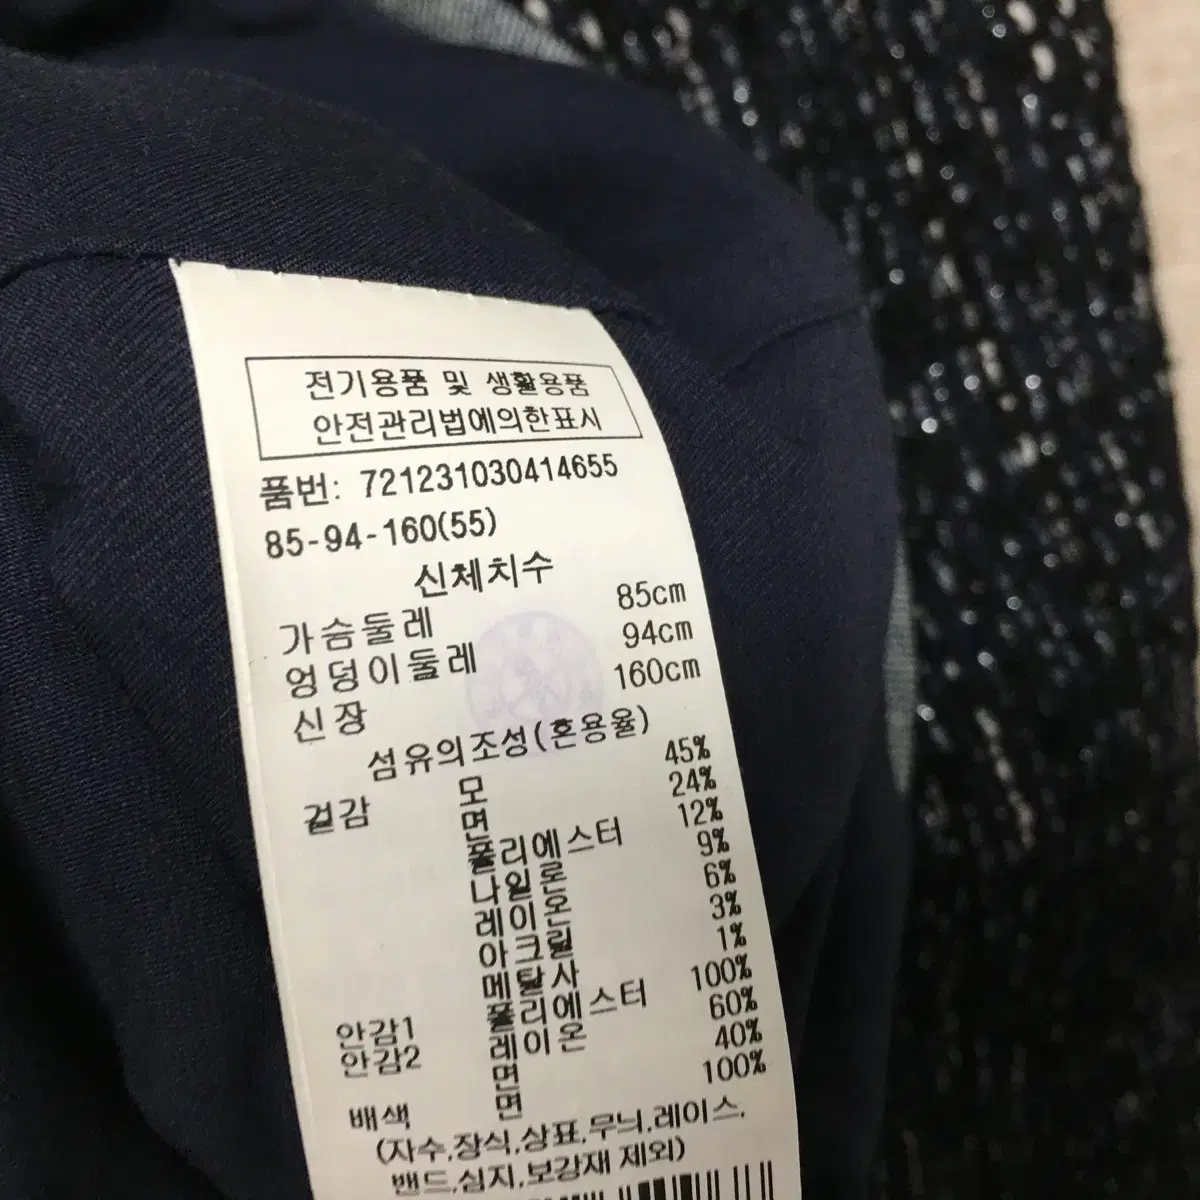 전기용품 및 생활용품
안전관리법에의한표시
품번: 721231030414655
85-94-160(55)
신체치수
가슴둘레 85cm
엉덩이둘레 94cm
신장 160cm
섬유의조성(혼용율)
겉감 모 45%
면 24%
폴리에스터 12%
나일론 9%
레이온 6%
아크릴 3%
메탈사 1%
안감1 폴리에스터 100%
안감2 레이온 60%
면 40%
배색 면 100%
(자수,장식,상표,무늬,레이스,
밴드,심지,보강재 제외)